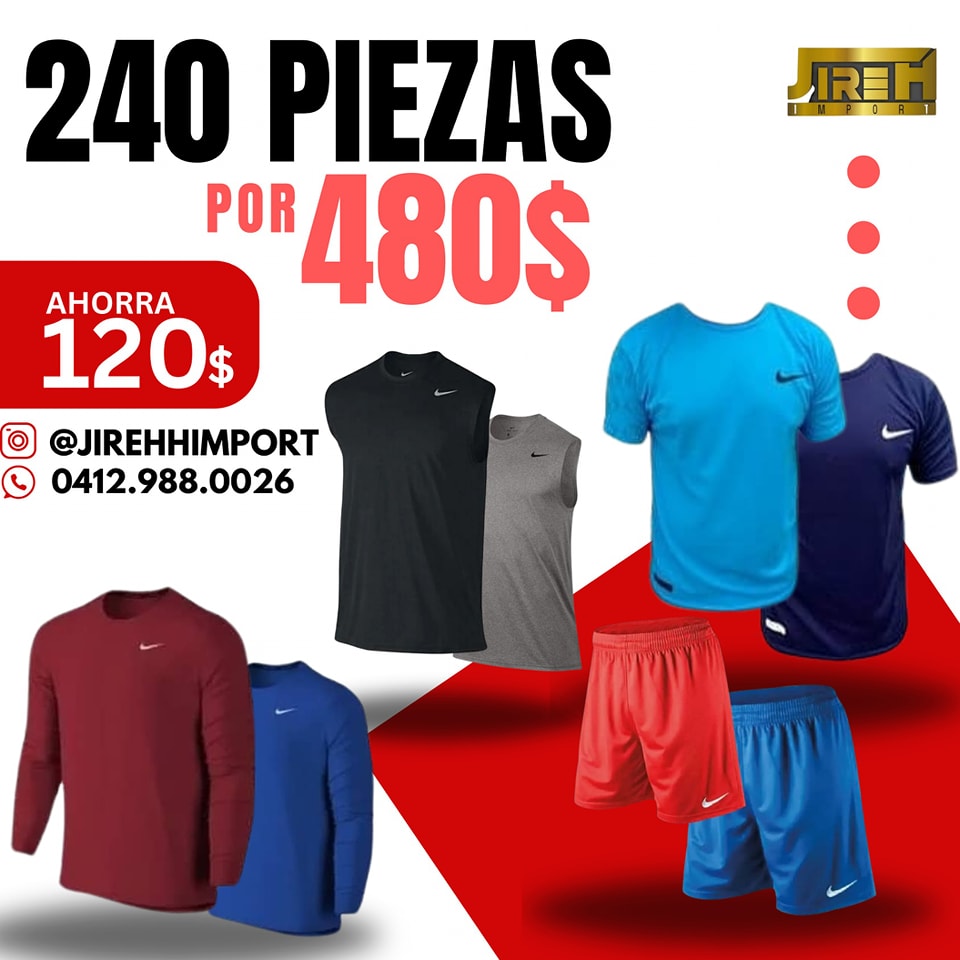 240 PIEZAS
POR 480$
JIREH
IMPORT
AHORRA
120$
@JIREHHIMPORT
0412.988.0026